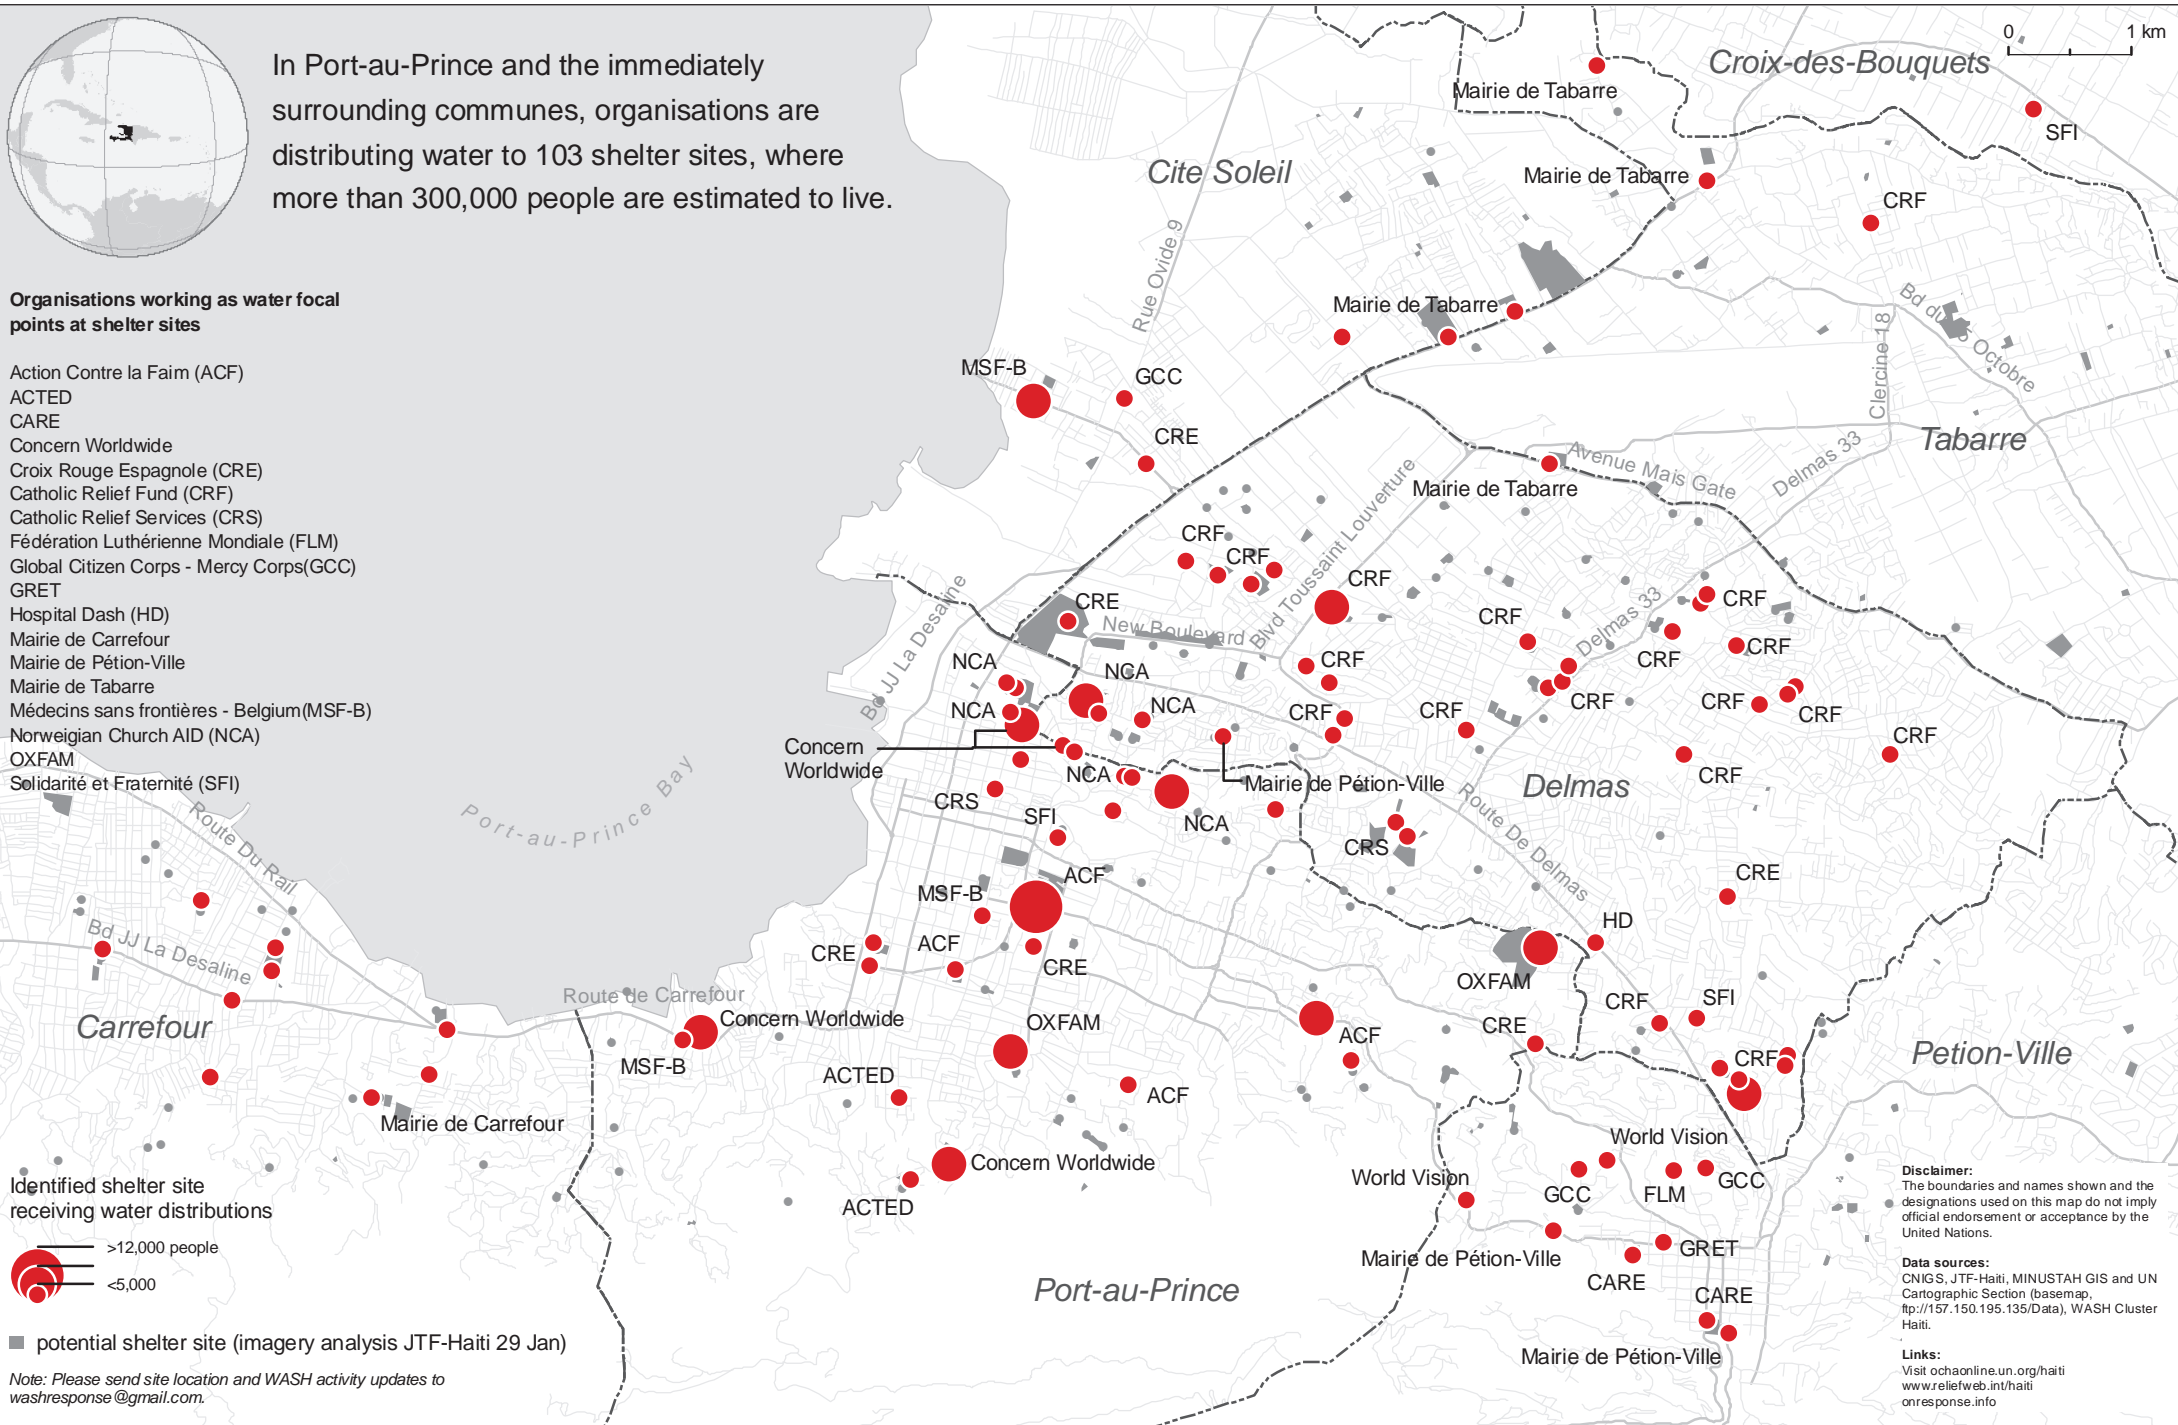 In Port-au-Prince and the immediately
surrounding communes, organisations are
distributing water to 103 shelter sites, where
more than 300,000 people are estimated to live.
Organisations working as water focal
points at shelter sites
Action Contre la Faim (ACF)
ACTED
CARE
Concern Worldwide
Croix Rouge Espagnole (CRE)
Catholic Relief Fund (CRF)
Catholic Relief Services (CRS)
Fédération Luthérienne Mondiale (FLM)
Global Citizen Corps - Mercy Corps(GCC)
GRET
Hospital Dash (HD)
Mairie de Carrefour
Mairie de Pétion-Ville
Mairie de Tabarre
Médecins sans frontières - Belgium(MSF-B)
Norweigian Church AID (NCA)
OXFAM
Solidarité et Fraternité (SFI)
0 1 km
Croix-des-Bouquets
Mairie de Tabarre
SFI
Cite Soleil
Mairie de Tabarre
CRF
Rue Ovide 9
Mairie de Tabarre
Bd du 15 Octobre
Clercine 18
MSF-B
GCC
CRE
Tabarre
Avenue Mais Gate
Delmas 33
Mairie de Tabarre
Blvd Toussaint Louverture
CRF
CRF
CRF
CRE
New Boulevard
Bd JJ La Desaline
CRF
Delmas 33
CRF
CRF
CRF
NCA
NCA
CRF
CRF
NCA
NCA
CRF
CRF
CRF
CRF
CRF
CRF
Concern
Worldwide
NCA
Mairie de Pétion-Ville
CRF
Delmas
CRS
SFI
NCA
Route De Delmas
CRS
Port-au-Prince Bay
Route Du Rail
ACF
MSF-B
CRE
HD
Bd JJ La Desaline
CRE
ACF
CRE
OXFAM
Route de Carrefour
Carrefour
Concern Worldwide
OXFAM
ACF
CRE
CRF
SFI
CRF
Petion-Ville
MSF-B
ACTED
ACF
Mairie de Carrefour
World Vision
Concern Worldwide
World Vision
GCC
FLM
GCC
ACTED
Mairie de Pétion-Ville
GRET
CARE
CARE
Port-au-Prince
Mairie de Pétion-Ville
Identified shelter site
receiving water distributions
>12,000 people
<5,000
potential shelter site (imagery analysis JTF-Haiti 29 Jan)
Note: Please send site location and WASH activity updates to
washresponse@gmail.com.
Disclaimer:
The boundaries and names shown and the
designations used on this map do not imply
official endorsement or acceptance by the
United Nations.
Data sources:
CNIGS, JTF-Haiti, MINUSTAH GIS and UN
Cartographic Section (basemap,
ftp://157.150.195.135/Data), WASH Cluster
Haiti.
Links:
Visit ochaonline.un.org/haiti
www.reliefweb.int/haiti
onresponse.info